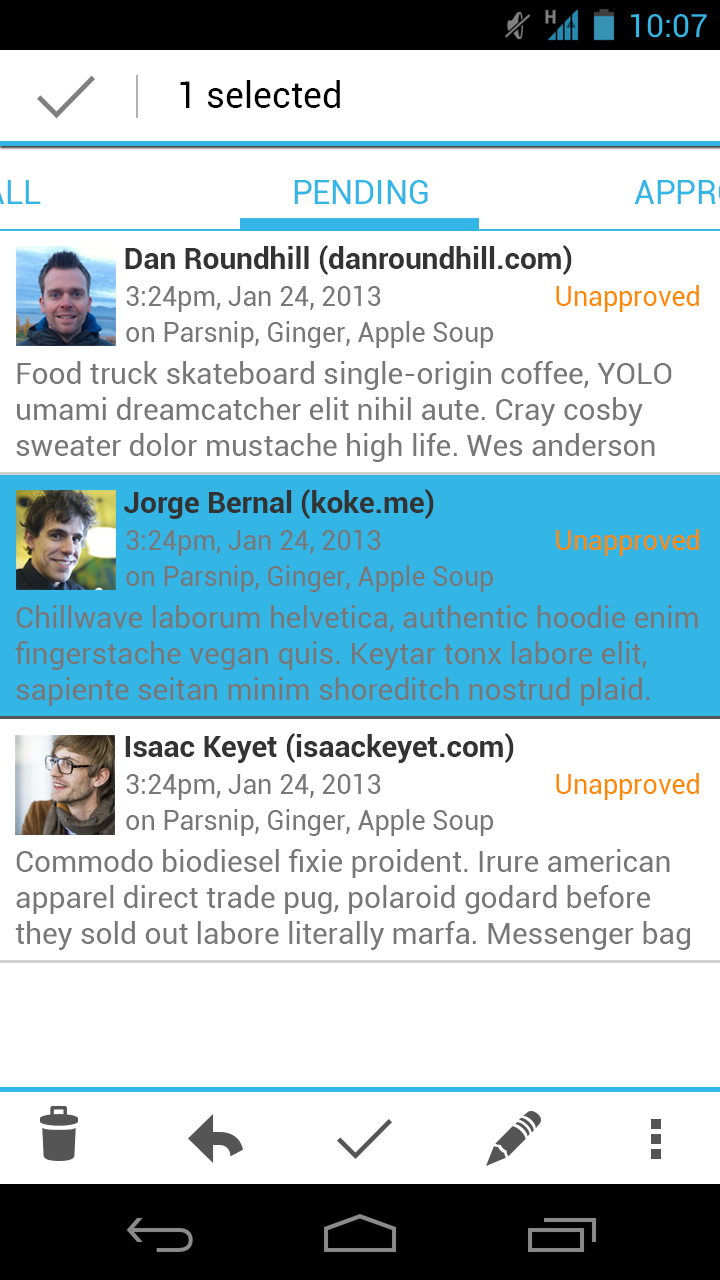 H 10:07
1 selected
ALL PENDING APPRO
Dan Roundhill (danroundhill.com)
3:24pm, Jan 24, 2013 Unapproved
on Parsnip, Ginger, Apple Soup
Food truck skateboard single-origin coffee, YOLO
umami dreamcatcher elit nihil aute. Cray cosby
sweater dolor mustache high life. Wes anderson
Jorge Bernal (koke.me)
3:24pm, Jan 24, 2013 Unapproved
on Parsnip, Ginger, Apple Soup
Chillwave laborum helvetica, authentic hoodie enim
fingerstache vegan quis. Keytar tonx labore elit,
sapiente seitan minim shoreditch nostrud plaid.
Isaac Keyet (isaackeyet.com)
3:24pm, Jan 24, 2013 Unapproved
on Parsnip, Ginger, Apple Soup
Commodo biodiesel fixie proident. Irure american
apparel direct trade pug, polaroid godard before
they sold out labore literally marfa. Messenger bag